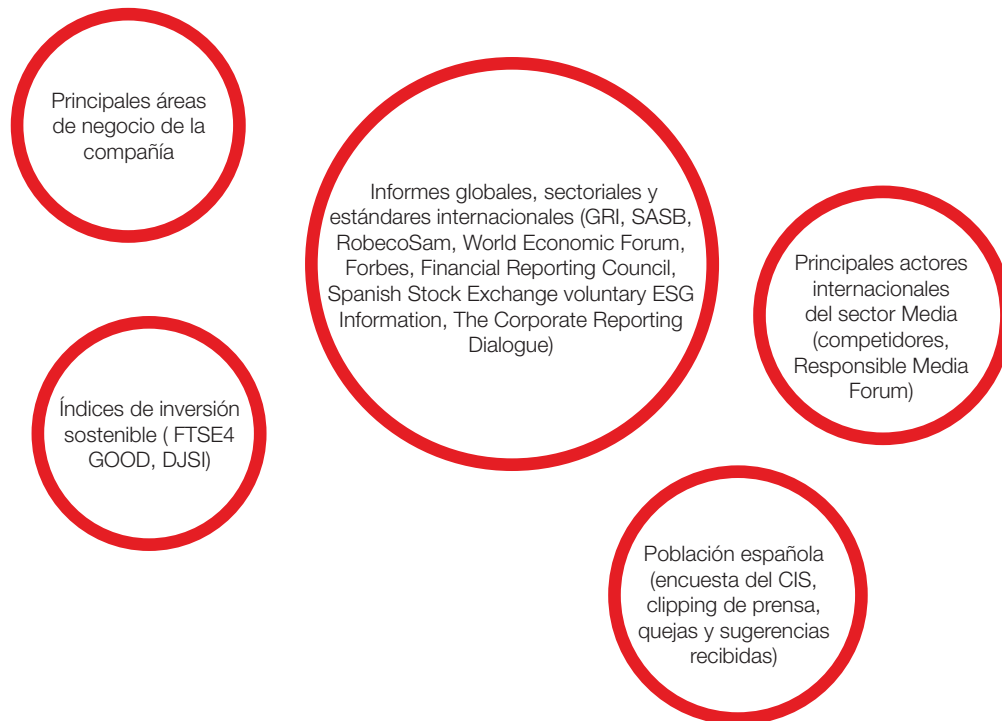 Principales áreas
de negocio de la
compañía
Informes globales, sectoriales y
estándares internacionales (GRI, SASB,
RobecoSam, World Economic Forum,
Forbes, Financial Reporting Council,
Spanish Stock Exchange voluntary ESG
Information, The Corporate Reporting
Dialogue)
Principales actores
internacionales
del sector Media
(competidores,
Responsible Media
Forum)
Índices de inversión
sostenible ( FTSE4
GOOD, DJSI)
Población española
(encuesta del CIS,
clipping de prensa,
quejas y sugerencias
recibidas)